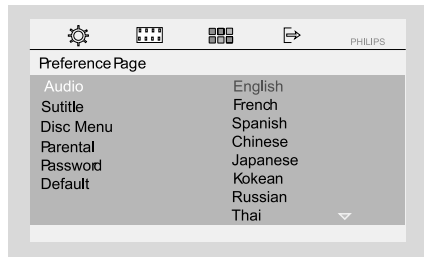 PHILIPS
Preference Page
Audio
Sutitle
Disc Menu
Parental
Password
Default
English
French
Spanish
Chinese
Japanese
Kokean
Russian
Thai